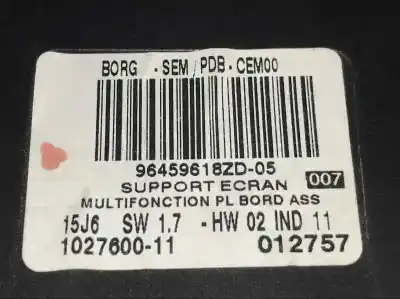 BORG -SEM/PDB-CEM00
96459618ZD-05
SUPPORT ECRAN 007
MULTIFONCTION PL BORD ASS
15J6 SW 1.7 -HW 02 IND 11
1027600-11 012757